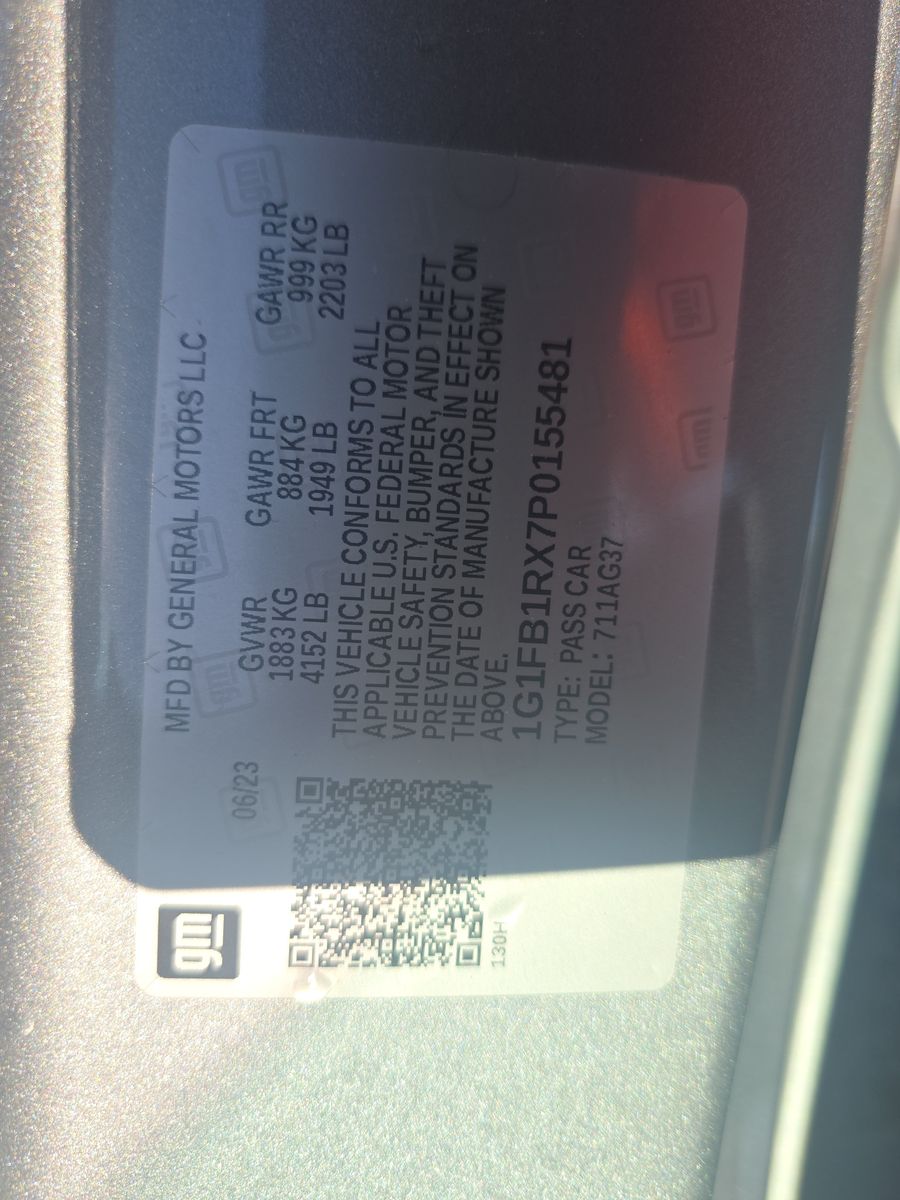 gm
MFD BY GENERAL MOTORS LLC
06/23
GVWR GAWR FRT GAWR RR
1883 KG 884 KG 999 KG
4152 LB 1949 LB 2203 LB
THIS VEHICLE CONFORMS TO ALL
APPLICABLE U.S. FEDERAL MOTOR
VEHICLE SAFETY, BUMPER, AND THEFT
PREVENTION STANDARDS IN EFFECT ON
THE DATE OF MANUFACTURE SHOWN
ABOVE.
1G1FB1RX7P0155481
TYPE: PASS CAR
MODEL: 711AG37
130H